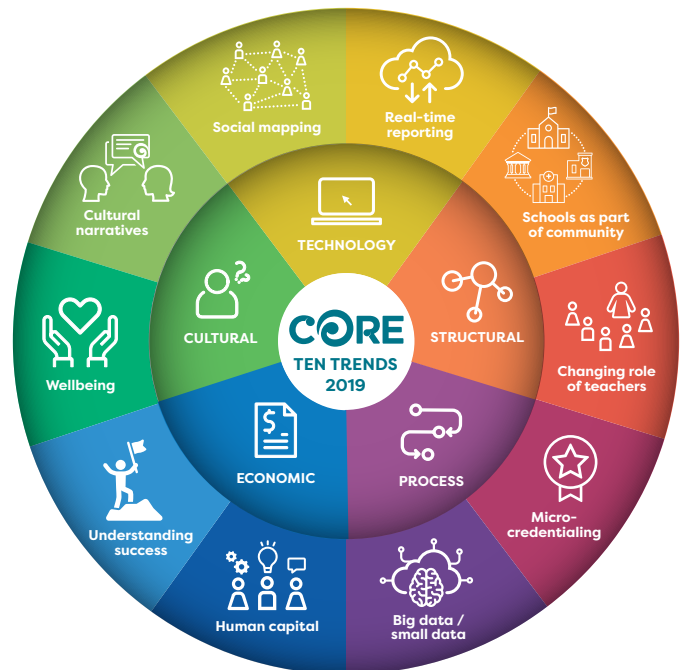 Social mapping
Real-time
reporting
Schools as part
of community
Changing role
of teachers
Micro-
credentialing
Big data /
small data
Human capital
Understanding
success
Wellbeing
Cultural
narratives
TECHNOLOGY
STRUCTURAL
PROCESS
$
ECONOMIC
CULTURAL
?
CORE
TEN TRENDS
2019